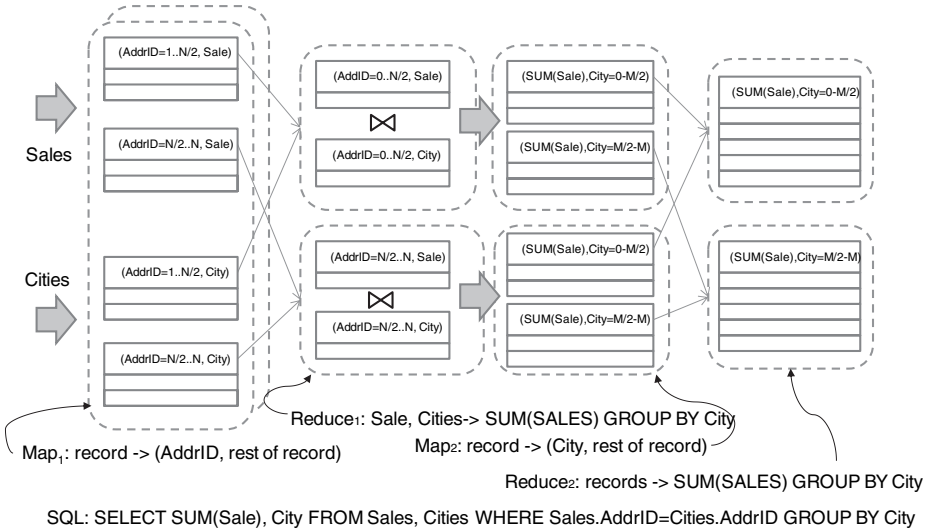 (AddrID=1..N/2, Sale)
(AddrID=N/2..N, Sale)
(AddrID=1..N/2, City)
(AddrID=N/2..N, City)
Sales
Cities
(AddID=0..N/2, Sale)
(AddrID=0..N/2, City)
(AddrID=N/2..N, Sale)
(AddrID=N/2..N, City)
(SUM(Sale),City=0-M/2)
(SUM(Sale),City=M/2-M)
(SUM(Sale),City=0-M/2)
(SUM(Sale),City=M/2-M)
(SUM(Sale),City=0-M/2)
(SUM(Sale),City=M/2-M)
Reduce1: Sale, Cities-> SUM(SALES) GROUP BY City
Map1: record -> (AddrID, rest of record)
Map2: record -> (City, rest of record)
Reduce2: records -> SUM(SALES) GROUP BY City
SQL: SELECT SUM(Sale), City FROM Sales, Cities WHERE Sales.AddrID=Cities.AddrID GROUP BY City